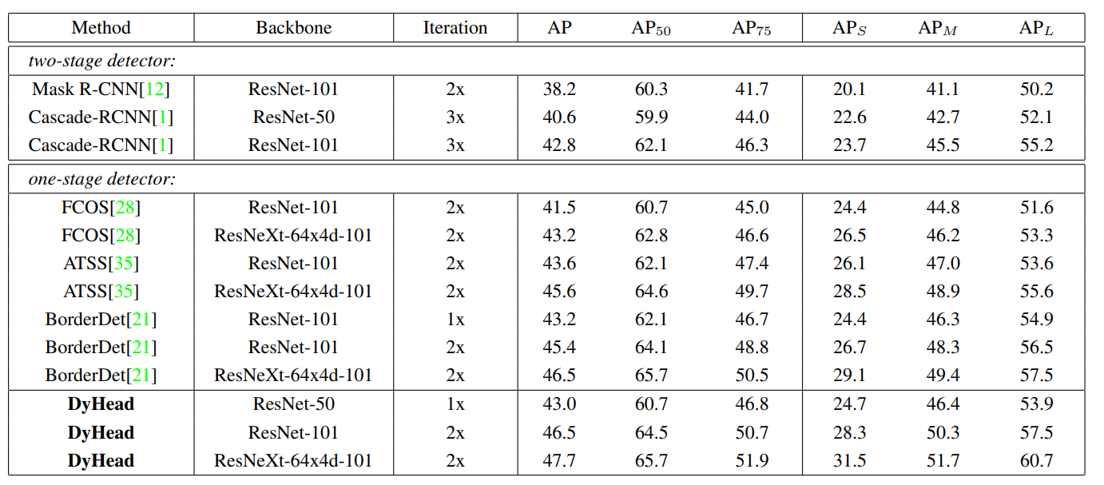 Method Backbone Iteration AP AP50 AP75 APS APM APL
two-stage detector:
Mask R-CNN[12] ResNet-101 2x 38.2 60.3 41.7 20.1 41.1 50.2
Cascade-RCNN[1] ResNet-50 3x 40.6 59.9 44.0 22.6 42.7 52.1
Cascade-RCNN[1] ResNet-101 3x 42.8 62.1 46.3 23.7 45.5 55.2
one-stage detector:
FCOS[28] ResNet-101 2x 41.5 60.7 45.0 24.4 44.8 51.6
FCOS[28] ResNeXt-64x4d-101 2x 43.2 62.8 46.6 26.5 46.2 53.3
ATSS[35] ResNet-101 2x 43.6 62.1 47.4 26.1 47.0 53.6
ATSS[35] ResNeXt-64x4d-101 2x 45.6 64.6 49.7 28.5 48.9 55.6
BorderDet[21] ResNet-101 1x 43.2 62.1 46.7 24.4 46.3 54.9
BorderDet[21] ResNet-101 2x 45.4 64.1 48.8 26.7 48.3 56.5
BorderDet[21] ResNeXt-64x4d-101 2x 46.5 65.7 50.5 29.1 49.4 57.5
DyHead ResNet-50 1x 43.0 60.7 46.8 24.7 46.4 53.9
DyHead ResNet-101 2x 46.5 64.5 50.7 28.3 50.3 57.5
DyHead ResNeXt-64x4d-101 2x 47.7 65.7 51.9 31.5 51.7 60.7